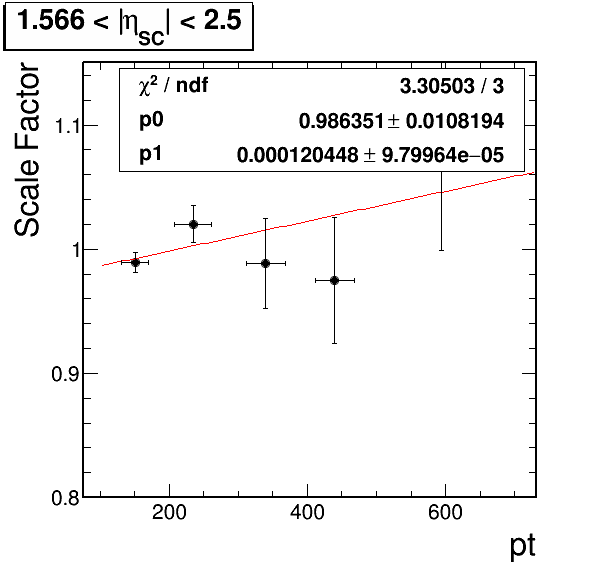 1.566 < |ηSC| < 2.5
Scale Factor
χ² / ndf 3.30503 / 3
p0 0.986351 ± 0.0108194
p1 0.000120448 ± 9.79964e−05
1.1
1
0.9
0.8
200 400 600
pt